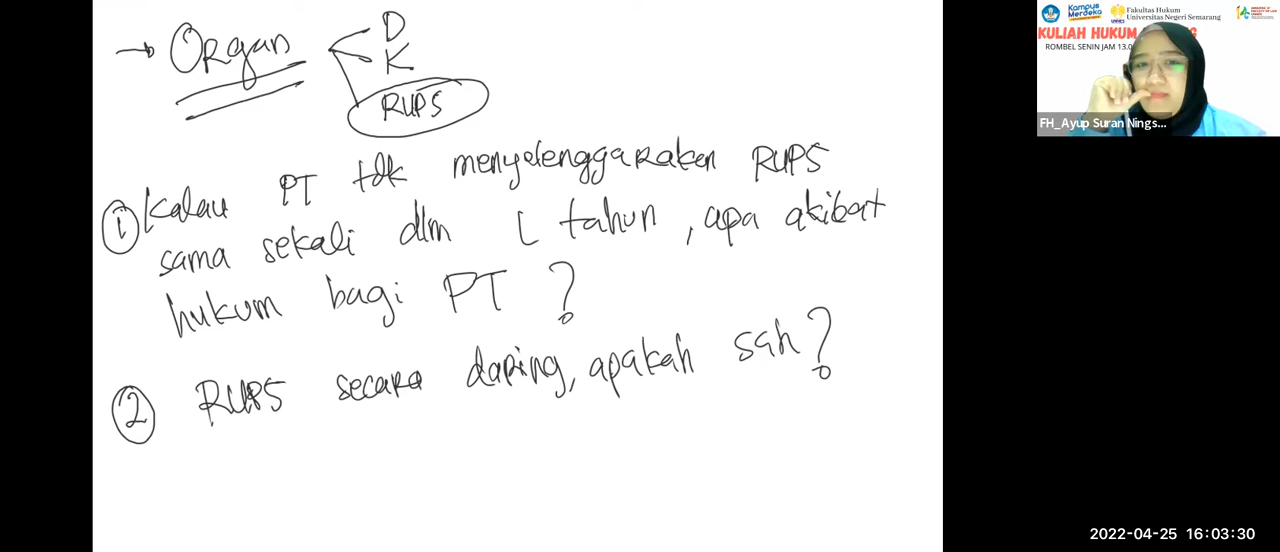 → Organ
D
K
RUPS
① Kalau PT tdk menyelenggarakan RUPS
sama sekali dlm 1 tahun, apa akibat
hukum bagi PT ?
② RUPS secara daring, apakah sah?
Kampus
Merdeka
UNNES
Fakultas Hukum
Universitas Negeri Semarang
KULIAH HUKUM
ROMBEL SENIN JAM 13.0
FH_Ayup Suran Nings...
2022-04-25 16:03:30